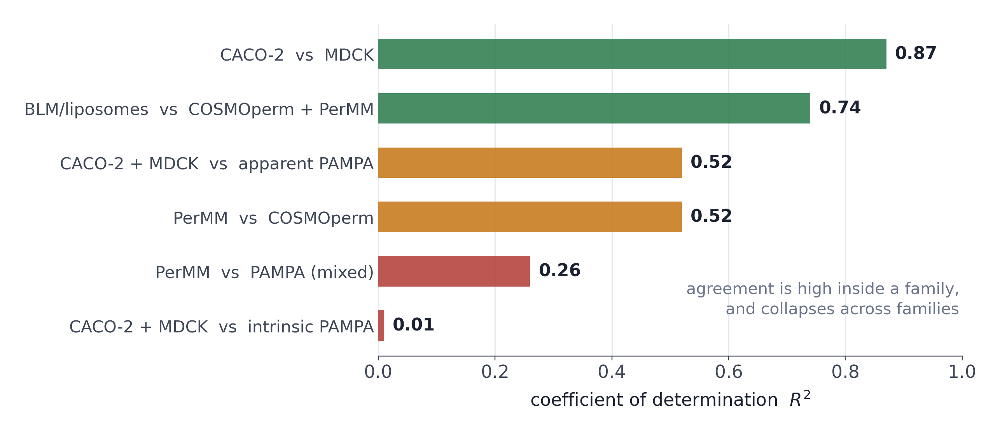 CACO-2 vs MDCK 0.87
BLM/liposomes vs COSMOperm + PerMM 0.74
CACO-2 + MDCK vs apparent PAMPA 0.52
PerMM vs COSMOperm 0.52
PerMM vs PAMPA (mixed) 0.26
agreement is high inside a family,
and collapses across families
CACO-2 + MDCK vs intrinsic PAMPA 0.01
0.0 0.2 0.4 0.6 0.8 1.0
coefficient of determination R²